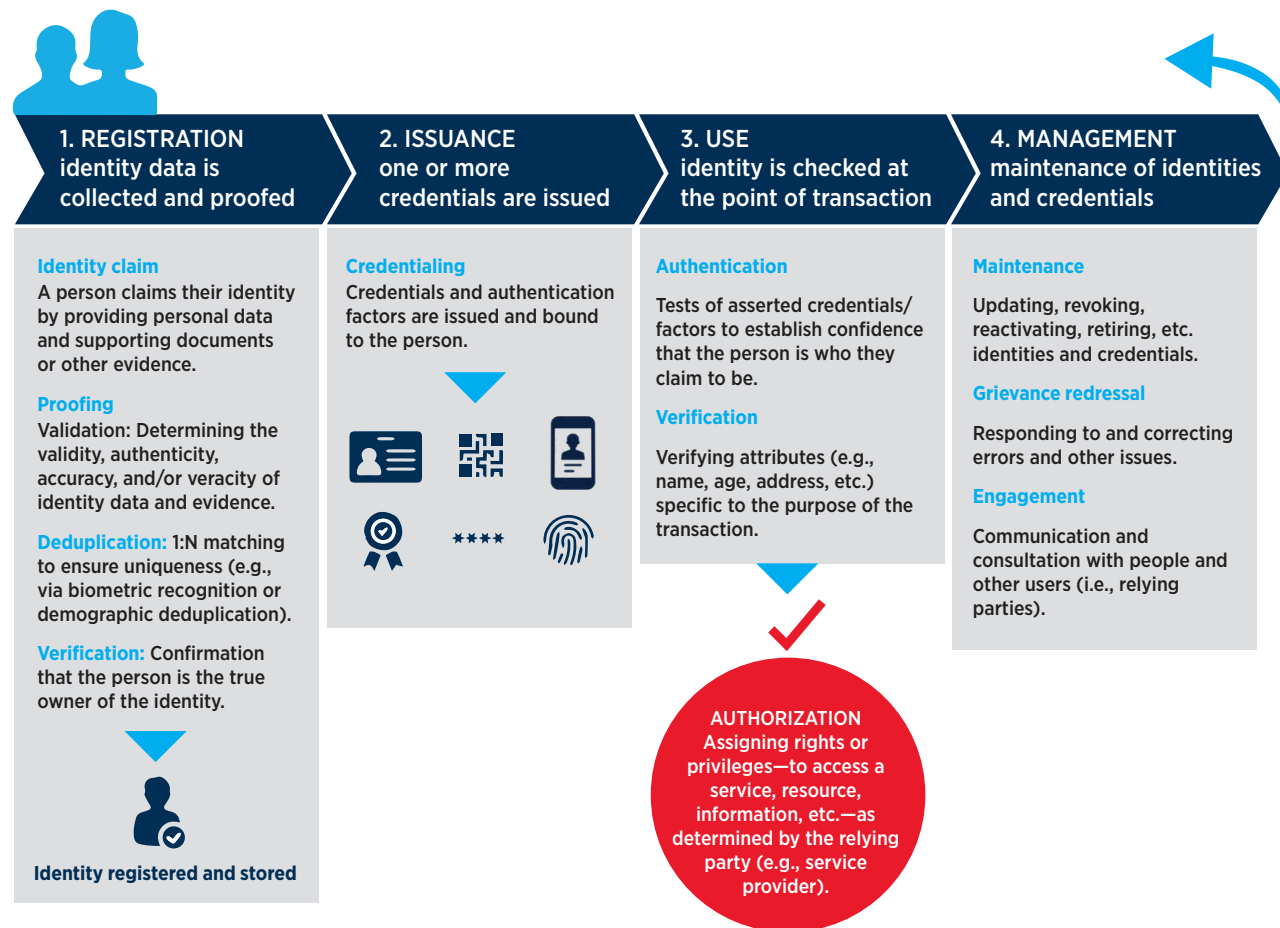 1. REGISTRATION
identity data is
collected and proofed
2. ISSUANCE
one or more
credentials are issued
3. USE
identity is checked at
the point of transaction
4. MANAGEMENT
maintenance of identities
and credentials
Identity claim
A person claims their identity
by providing personal data
and supporting documents
or other evidence.
Proofing
Validation: Determining the
validity, authenticity,
accuracy, and/or veracity of
identity data and evidence.
Deduplication: 1:N matching
to ensure uniqueness (e.g.,
via biometric recognition or
demographic deduplication).
Verification: Confirmation
that the person is the true
owner of the identity.
Identity registered and stored
Credentialing
Credentials and authentication
factors are issued and bound
to the person.
****
Authentication
Tests of asserted credentials/
factors to establish confidence
that the person is who they
claim to be.
Verification
Verifying attributes (e.g.,
name, age, address, etc.)
specific to the purpose of the
transaction.
AUTHORIZATION
Assigning rights or
privileges—to access a
service, resource,
information, etc.—as
determined by the relying
party (e.g., service
provider).
Maintenance
Updating, revoking,
reactivating, retiring, etc.
identities and credentials.
Grievance redressal
Responding to and correcting
errors and other issues.
Engagement
Communication and
consultation with people and
other users (i.e., relying
parties).